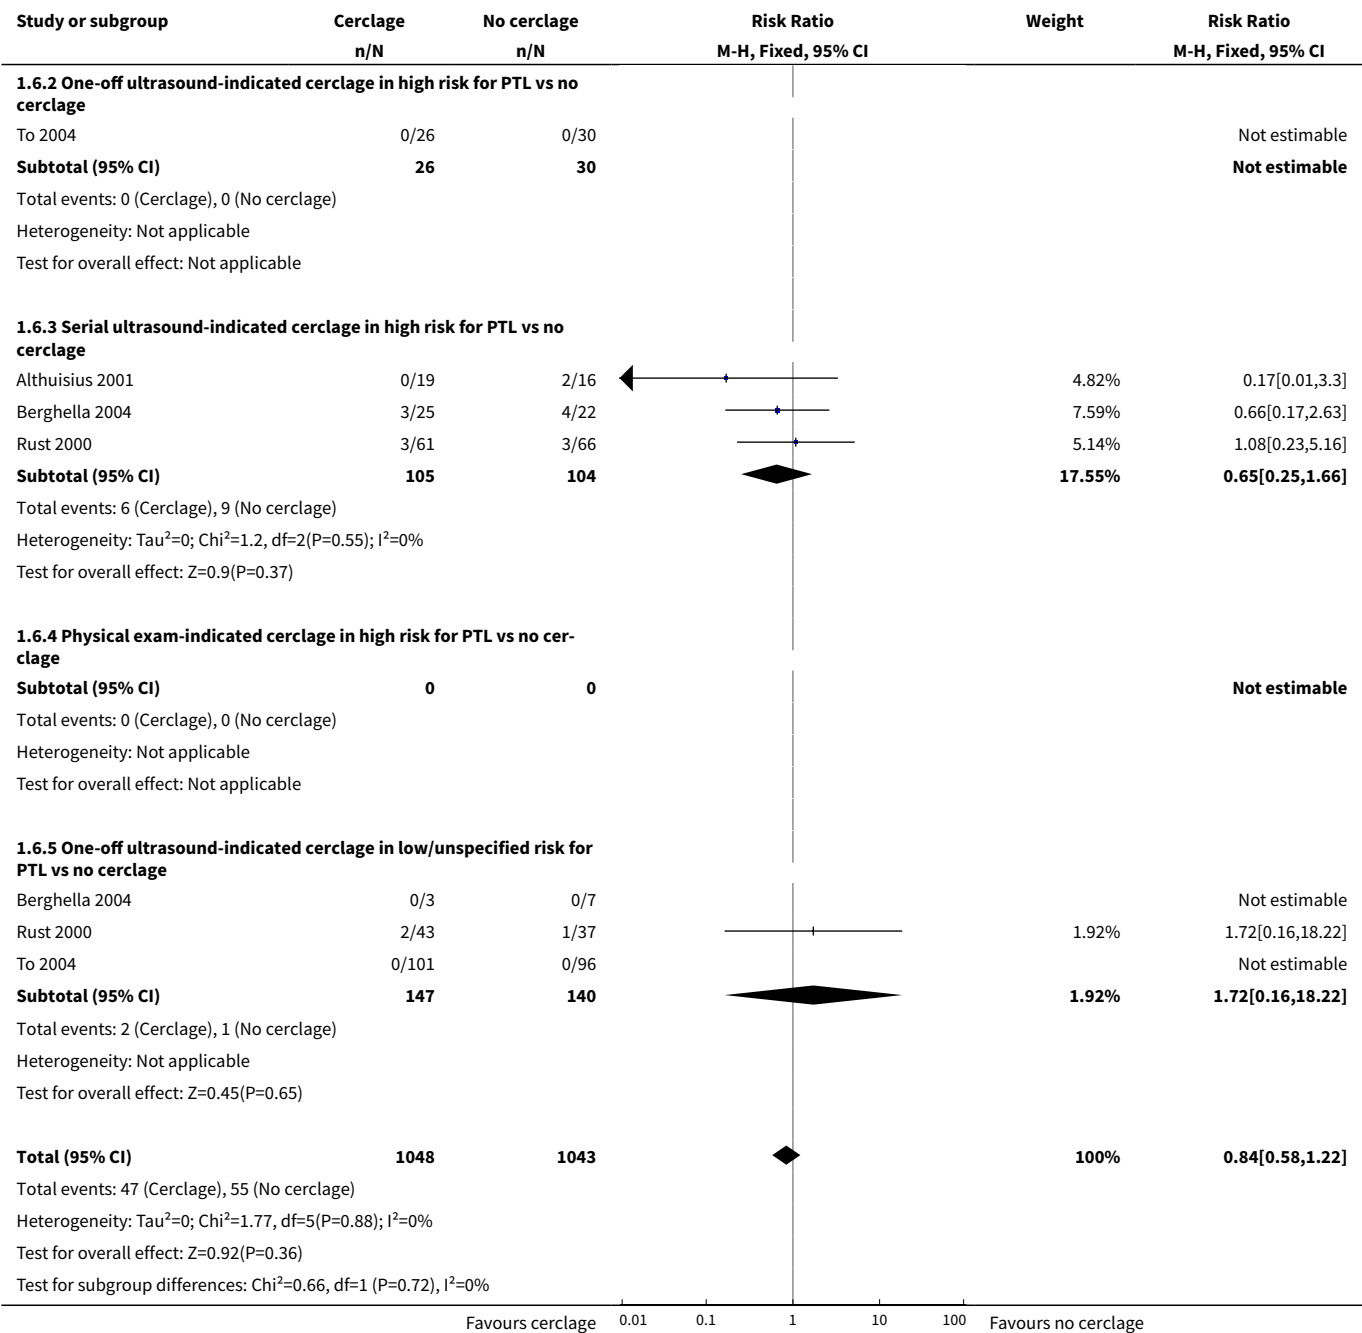 Study or subgroup Cerclage No cerclage Risk Ratio Weight Risk Ratio
n/N n/N M-H, Fixed, 95% CI M-H, Fixed, 95% CI
1.6.2 One-off ultrasound-indicated cerclage in high risk for PTL vs no
cerclage
To 2004 0/26 0/30 Not estimable
Subtotal (95% CI) 26 30 Not estimable
Total events: 0 (Cerclage), 0 (No cerclage)
Heterogeneity: Not applicable
Test for overall effect: Not applicable
1.6.3 Serial ultrasound-indicated cerclage in high risk for PTL vs no
cerclage
Althuisius 2001 0/19 2/16 4.82% 0.17[0.01,3.3]
Berghella 2004 3/25 4/22 7.59% 0.66[0.17,2.63]
Rust 2000 3/61 3/66 5.14% 1.08[0.23,5.16]
Subtotal (95% CI) 105 104 17.55% 0.65[0.25,1.66]
Total events: 6 (Cerclage), 9 (No cerclage)
Heterogeneity: Tau²=0; Chi²=1.2, df=2(P=0.55); I²=0%
Test for overall effect: Z=0.9(P=0.37)
1.6.4 Physical exam-indicated cerclage in high risk for PTL vs no cer-
clage
Subtotal (95% CI) 0 0 Not estimable
Total events: 0 (Cerclage), 0 (No cerclage)
Heterogeneity: Not applicable
Test for overall effect: Not applicable
1.6.5 One-off ultrasound-indicated cerclage in low/unspecified risk for
PTL vs no cerclage
Berghella 2004 0/3 0/7 Not estimable
Rust 2000 2/43 1/37 1.92% 1.72[0.16,18.22]
To 2004 0/101 0/96 Not estimable
Subtotal (95% CI) 147 140 1.92% 1.72[0.16,18.22]
Total events: 2 (Cerclage), 1 (No cerclage)
Heterogeneity: Not applicable
Test for overall effect: Z=0.45(P=0.65)
Total (95% CI) 1048 1043 100% 0.84[0.58,1.22]
Total events: 47 (Cerclage), 55 (No cerclage)
Heterogeneity: Tau²=0; Chi²=1.77, df=5(P=0.88); I²=0%
Test for overall effect: Z=0.92(P=0.36)
Test for subgroup differences: Chi²=0.66, df=1 (P=0.72), I²=0%
Favours cerclage 0.01 0.1 1 10 100 Favours no cerclage